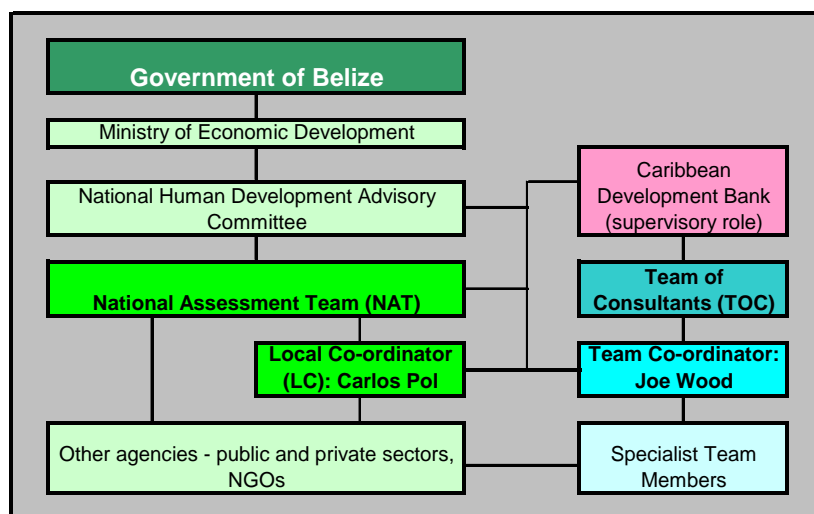 Government of Belize
Ministry of Economic Development
National Human Development Advisory
Committee
Caribbean
Development Bank
(supervisory role)
National Assessment Team (NAT)
Team of
Consultants (TOC)
Local Co-ordinator
(LC): Carlos Pol
Team Co-ordinator:
Joe Wood
Other agencies - public and private sectors,
NGOs
Specialist Team
Members